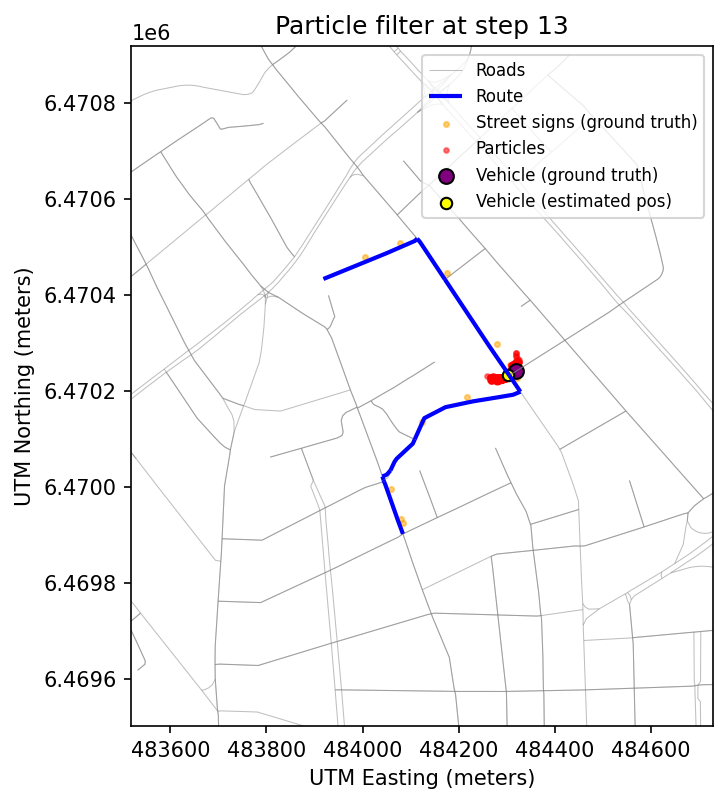 Particle filter at step 13
1e6
Roads
Route
Street signs (ground truth)
Particles
Vehicle (ground truth)
Vehicle (estimated pos)
6.4708
6.4706
6.4704
6.4702
6.4700
6.4698
6.4696
UTM Northing (meters)
483600 483800 484000 484200 484400 484600
UTM Easting (meters)